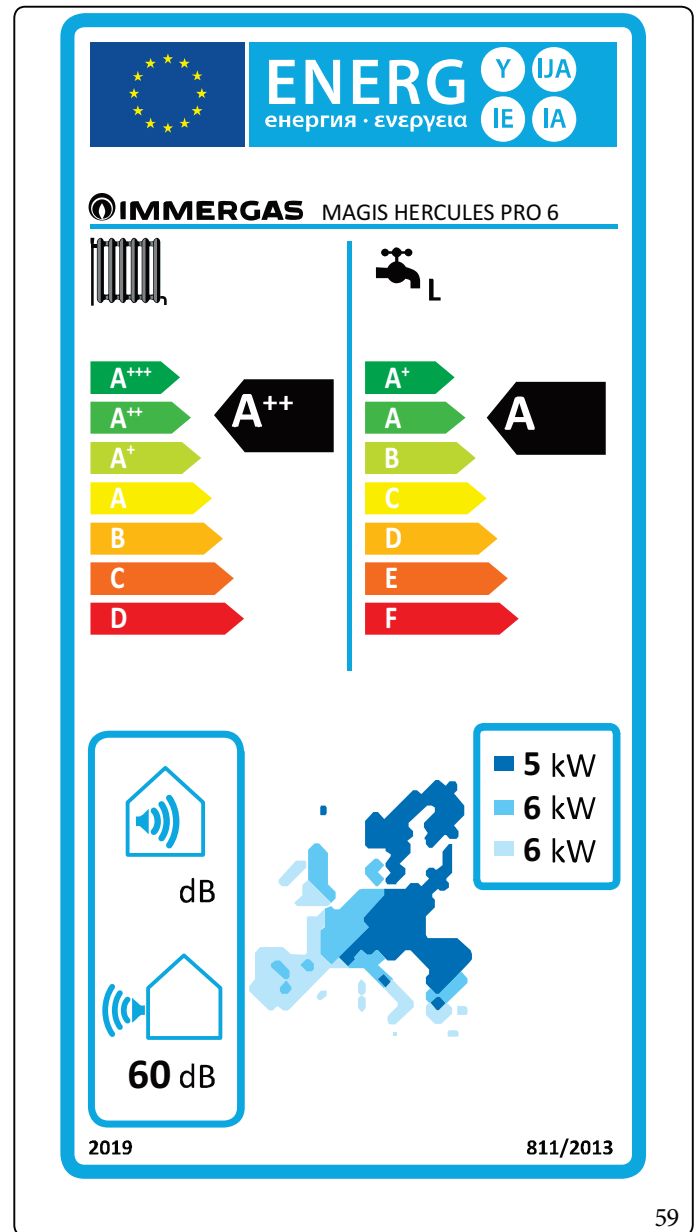 ENERG Y IJA
енергия · ενεργεια IE IA
IMMERGAS MAGIS HERCULES PRO 6
L
A+++
A++
A+
A
B
C
D
A++
A+
A
B
C
D
E
F
A
dB
60 dB
5 kW
6 kW
6 kW
2019
811/2013
59